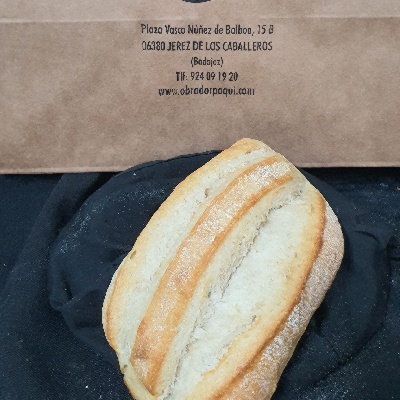 Plaza Vasco Núñez de Balboa, 15 B
06380 JEREZ DE LOS CABALLEROS
(Badajoz)
Tlf: 924 09 19 20
www.obradorpaqui.com